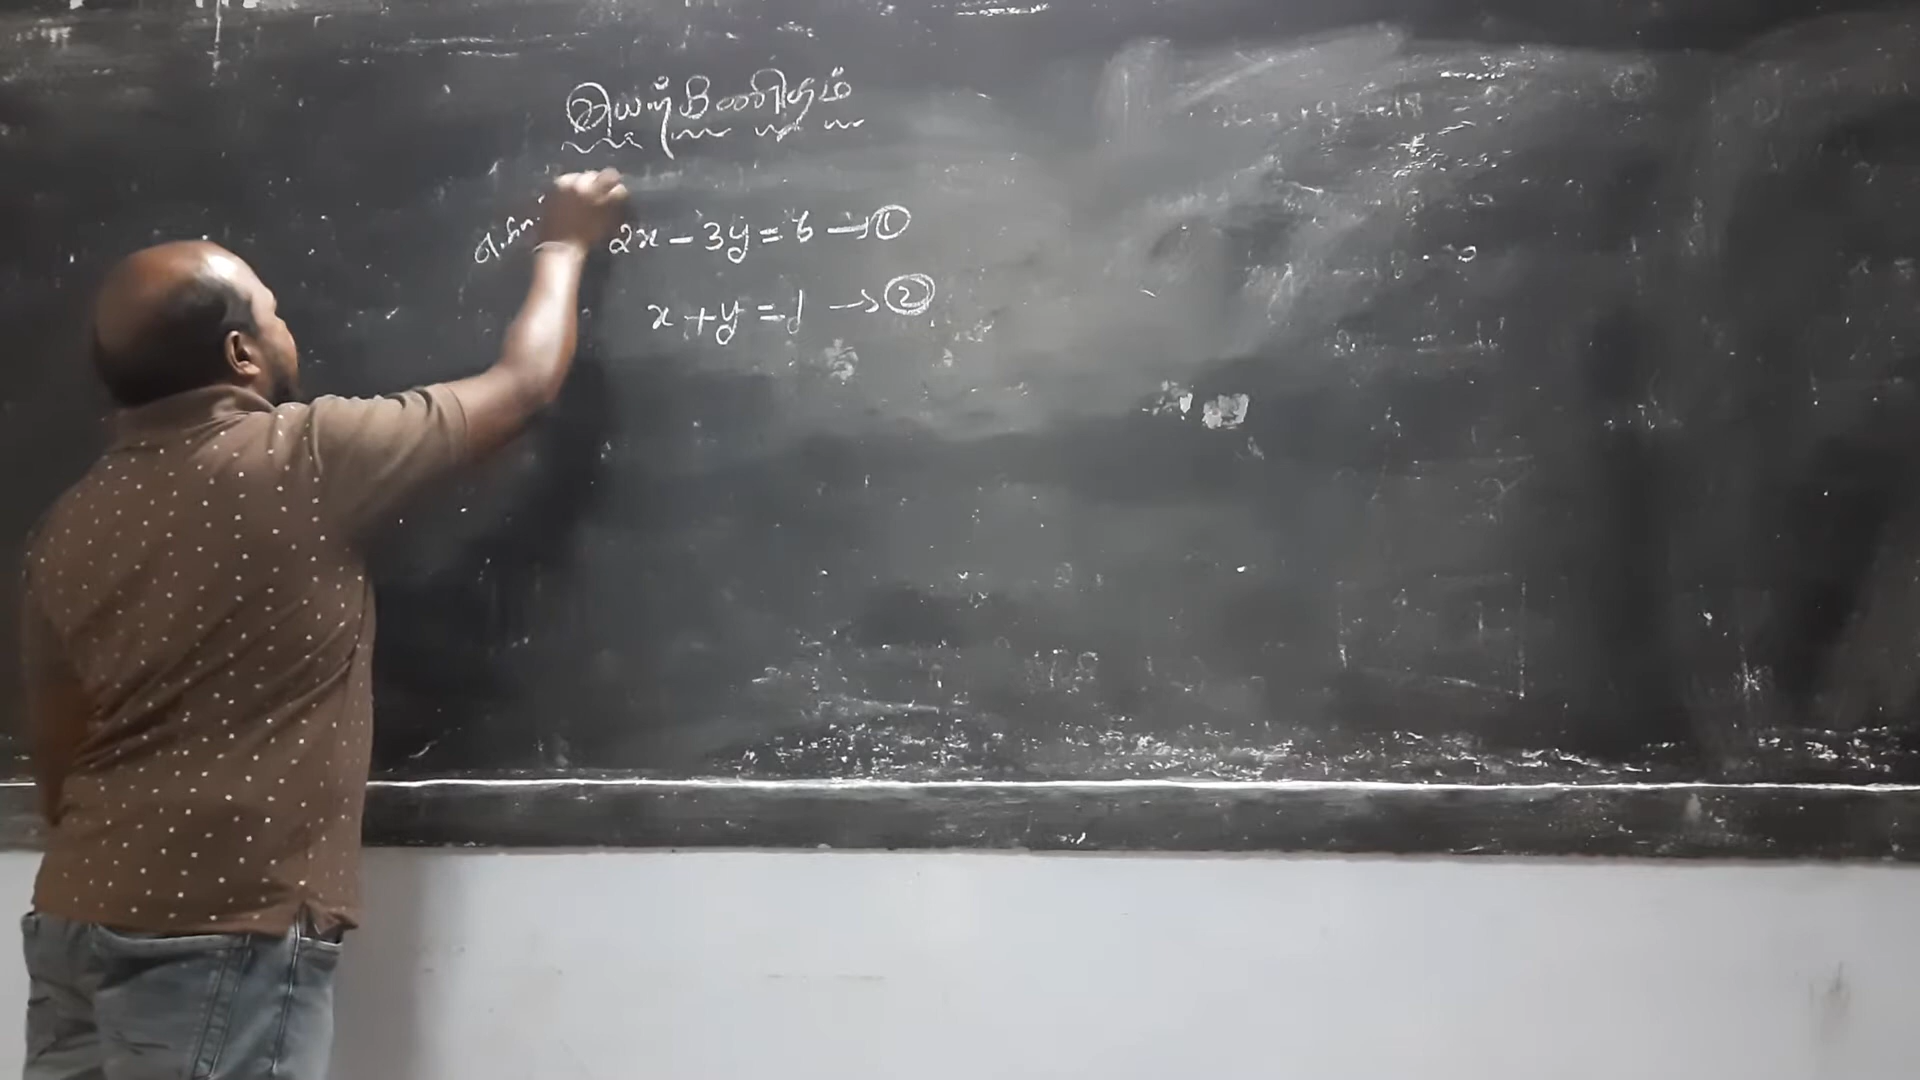 இயற்கணிதம்
எ.கா
2x - 3y = 6 → ①
x + y = 1 → ②